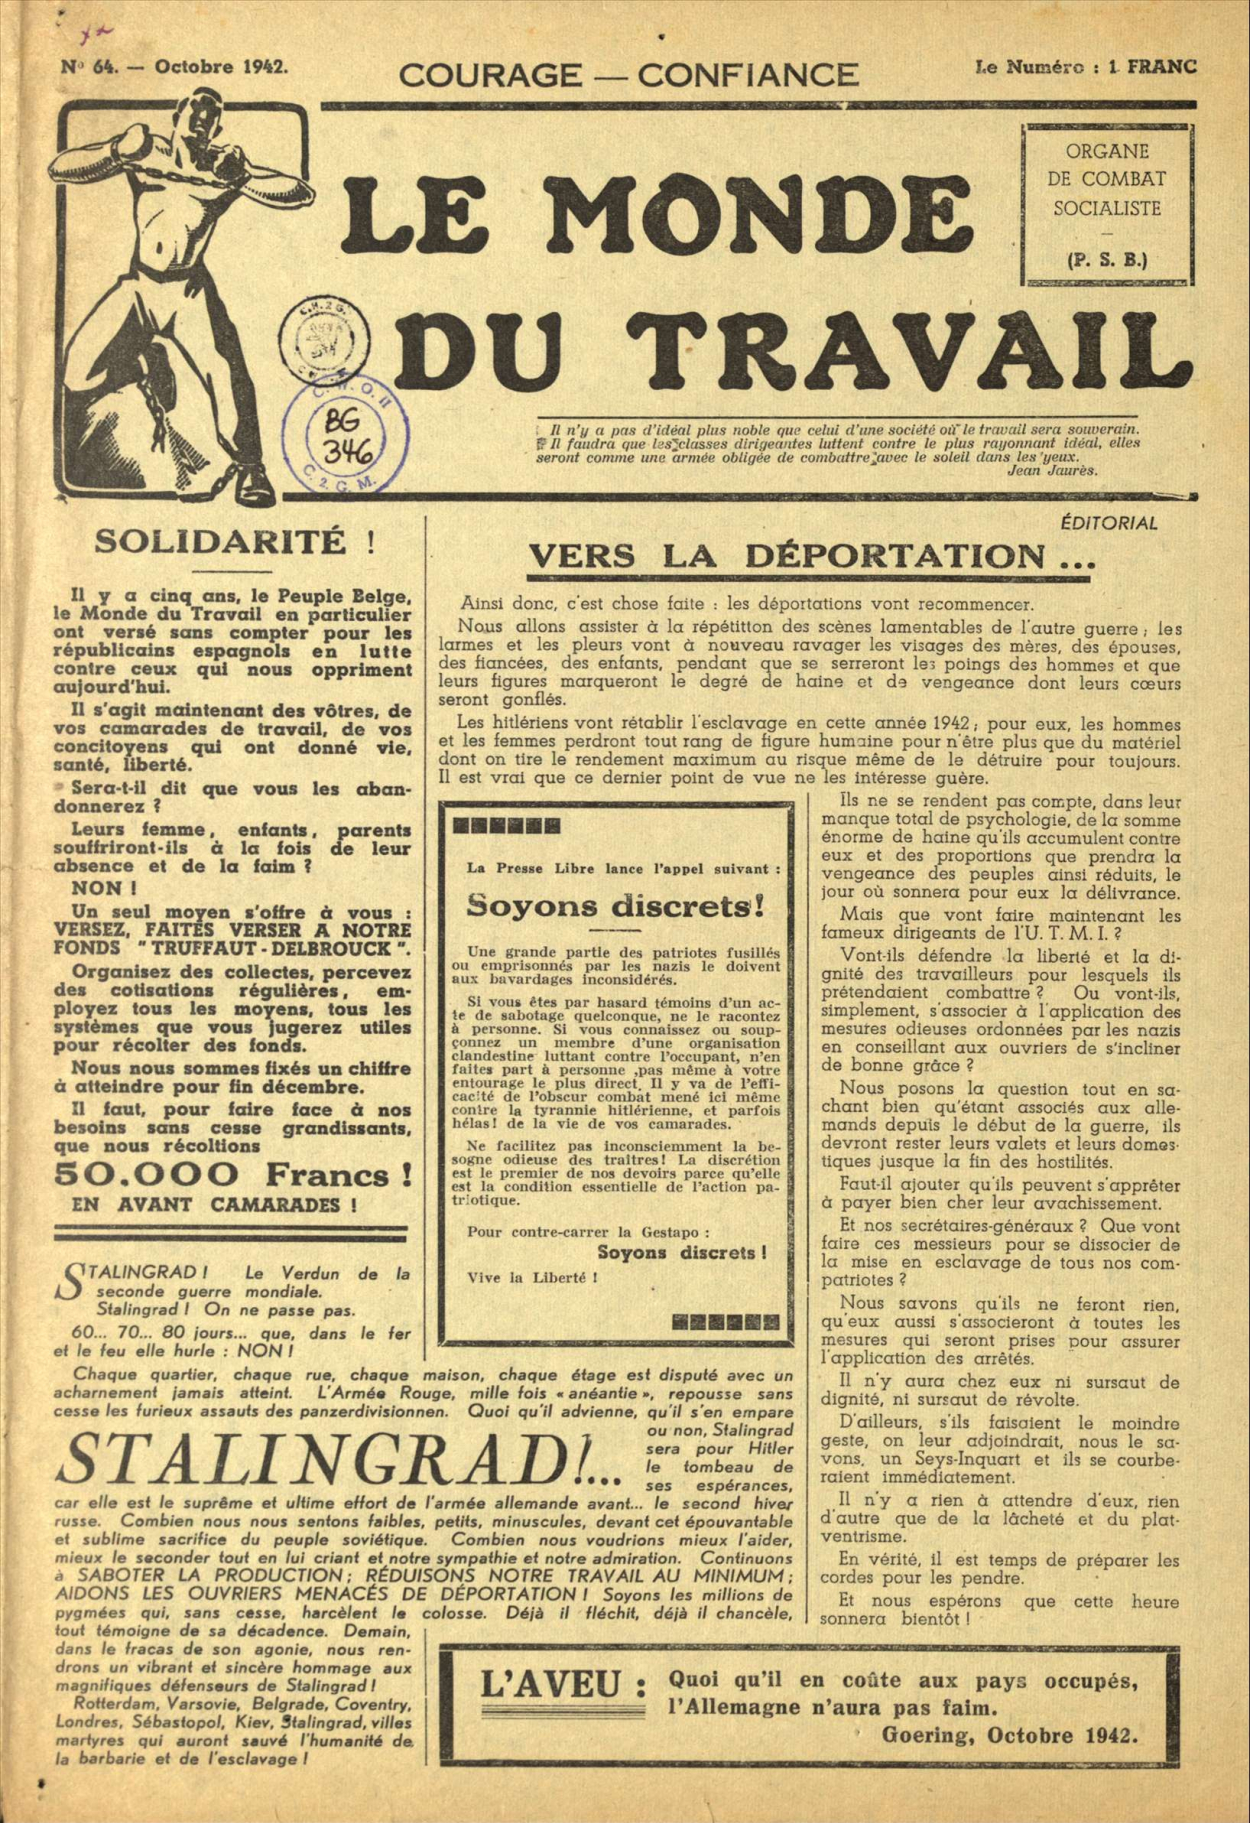 N° 64. — Octobre 1942.
COURAGE — CONFIANCE
Le Numéro : 1 FRANC
LE MONDE
DU TRAVAIL
ORGANE
DE COMBAT
SOCIALISTE
—
(P. S. B.)
C.H.2G.
C. W. O. II
BG
346
C. 2. G. M.
Il n'y a pas d'idéal plus noble que celui d'une société où le travail sera souverain.
Il faudra que les classes dirigeantes luttent contre le plus rayonnant idéal, elles
seront comme une armée obligée de combattre avec le soleil dans les yeux.
Jean Jaurès.
SOLIDARITÉ !
Il y a cinq ans, le Peuple Belge,
le Monde du Travail en particulier
ont versé sans compter pour les
républicains espagnols en lutte
contre ceux qui nous oppriment
aujourd'hui.
Il s'agit maintenant des vôtres, de
vos camarades de travail, de vos
concitoyens qui ont donné vie,
santé, liberté.
Sera-t-il dit que vous les aban-
donnerez ?
Leurs femme, enfants, parents
souffriront-ils à la fois de leur
absence et de la faim ?
NON !
Un seul moyen s'offre à vous :
VERSEZ, FAITES VERSER A NOTRE
FONDS " TRUFFAUT - DELBROUCK ".
Organisez des collectes, percevez
des cotisations régulières, em-
ployez tous les moyens, tous les
systèmes que vous jugerez utiles
pour récolter des fonds.
Nous nous sommes fixés un chiffre
à atteindre pour fin décembre.
Il faut, pour faire face à nos
besoins sans cesse grandissants,
que nous récoltions
50.000 Francs !
EN AVANT CAMARADES !
ÉDITORIAL
VERS LA DÉPORTATION ...
Ainsi donc, c'est chose faite : les déportations vont recommencer.
Nous allons assister à la répétitton des scènes lamentables de l'autre guerre ; les
larmes et les pleurs vont à nouveau ravager les visages des mères, des épouses,
des fiancées, des enfants, pendant que se serreront les poings des hommes et que
leurs figures marqueront le degré de haine et de vengeance dont leurs cœurs
seront gonflés.
Les hitlériens vont rétablir l'esclavage en cette année 1942 ; pour eux, les hommes
et les femmes perdront tout rang de figure humaine pour n'être plus que du matériel
dont on tire le rendement maximum au risque même de le détruire pour toujours.
Il est vrai que ce dernier point de vue ne les intéresse guère.
Ils ne se rendent pas compte, dans leur
manque total de psychologie, de la somme
énorme de haine qu'ils accumulent contre
eux et des proportions que prendra la
vengeance des peuples ainsi réduits, le
jour où sonnera pour eux la délivrance.
Mais que vont faire maintenant les
fameux dirigeants de l'U. T. M. I. ?
Vont-ils défendre la liberté et la di-
gnité des travailleurs pour lesquels ils
prétendaient combattre ? Ou vont-ils,
simplement, s'associer à l'application des
mesures odieuses ordonnées par les nazis
en conseillant aux ouvriers de s'incliner
de bonne grâce ?
Nous posons la question tout en sa-
chant bien qu'étant associés aux alle-
mands depuis le début de la guerre, ils
devront rester leurs valets et leurs domes-
tiques jusque la fin des hostilités.
Faut-il ajouter qu'ils peuvent s'apprêter
à payer bien cher leur avachissement.
Et nos secrétaires-généraux ? Que vont
faire ces messieurs pour se dissocier de
la mise en esclavage de tous nos com-
patriotes ?
Nous savons qu'ils ne feront rien,
qu'eux aussi s'associeront à toutes les
mesures qui seront prises pour assurer
l'application des arrêtés.
Il n'y aura chez eux ni sursaut de
dignité, ni sursaut de révolte.
D'ailleurs, s'ils faisaient le moindre
geste, on leur adjoindrait, nous le sa-
vons, un Seys-Inquart et ils se courbe-
raient immédiatement.
Il n'y a rien à attendre d'eux, rien
d'autre que de la lâcheté et du plat-
ventrisme.
En vérité, il est temps de préparer les
cordes pour les pendre.
Et nous espérons que cette heure
sonnera bientôt !
La Presse Libre lance l'appel suivant :
Soyons discrets!
Une grande partie des patriotes fusillés
ou emprisonnés par les nazis le doivent
aux bavardages inconsidérés.
Si vous êtes par hasard témoins d'un ac-
te de sabotage quelconque, ne le racontez
à personne. Si vous connaissez ou soup-
çonnez un membre d'une organisation
clandestine luttant contre l'occupant, n'en
faites part à personne ,pas même à votre
entourage le plus direct. Il y va de l'effi-
cacité de l'obscur combat mené ici même
contre la tyrannie hitlérienne, et parfois
hélas! de la vie de vos camarades.
Ne facilitez pas inconsciemment la be-
sogne odieuse des traîtres! La discrétion
est le premier de nos devoirs parce qu'elle
est la condition essentielle de l'action pa-
triotique.
Pour contre-carrer la Gestapo :
Soyons discrets !
Vive la Liberté !
STALINGRAD ! Le Verdun de la
seconde guerre mondiale.
Stalingrad ! On ne passe pas.
60... 70... 80 jours... que, dans le fer
et le feu elle hurle : NON !
Chaque quartier, chaque rue, chaque maison, chaque étage est disputé avec un
acharnement jamais atteint. L'Armée Rouge, mille fois « anéantie », repousse sans
cesse les furieux assauts des panzerdivisionnen. Quoi qu'il advienne, qu'il s'en empare
STALINGRAD!...
ou non, Stalingrad
sera pour Hitler
le tombeau de
ses espérances,
car elle est le suprême et ultime effort de l'armée allemande avant... le second hiver
russe. Combien nous nous sentons faibles, petits, minuscules, devant cet épouvantable
et sublime sacrifice du peuple soviétique. Combien nous voudrions mieux l'aider,
mieux le seconder tout en lui criant et notre sympathie et notre admiration. Continuons
à SABOTER LA PRODUCTION ; RÉDUISONS NOTRE TRAVAIL AU MINIMUM ;
AIDONS LES OUVRIERS MENACÉS DE DÉPORTATION ! Soyons les millions de
pygmées qui, sans cesse, harcèlent le colosse. Déjà il fléchit, déjà il chancèle,
tout témoigne de sa décadence. Demain,
dans le fracas de son agonie, nous ren-
drons un vibrant et sincère hommage aux
magnifiques défenseurs de Stalingrad !
Rotterdam, Varsovie, Belgrade, Coventry,
Londres, Sébastopol, Kiev, Stalingrad, villes
martyres qui auront sauvé l'humanité de
la barbarie et de l'esclavage !
L'AVEU :
Quoi qu'il en coûte aux pays occupés,
l'Allemagne n'aura pas faim.
Goering, Octobre 1942.